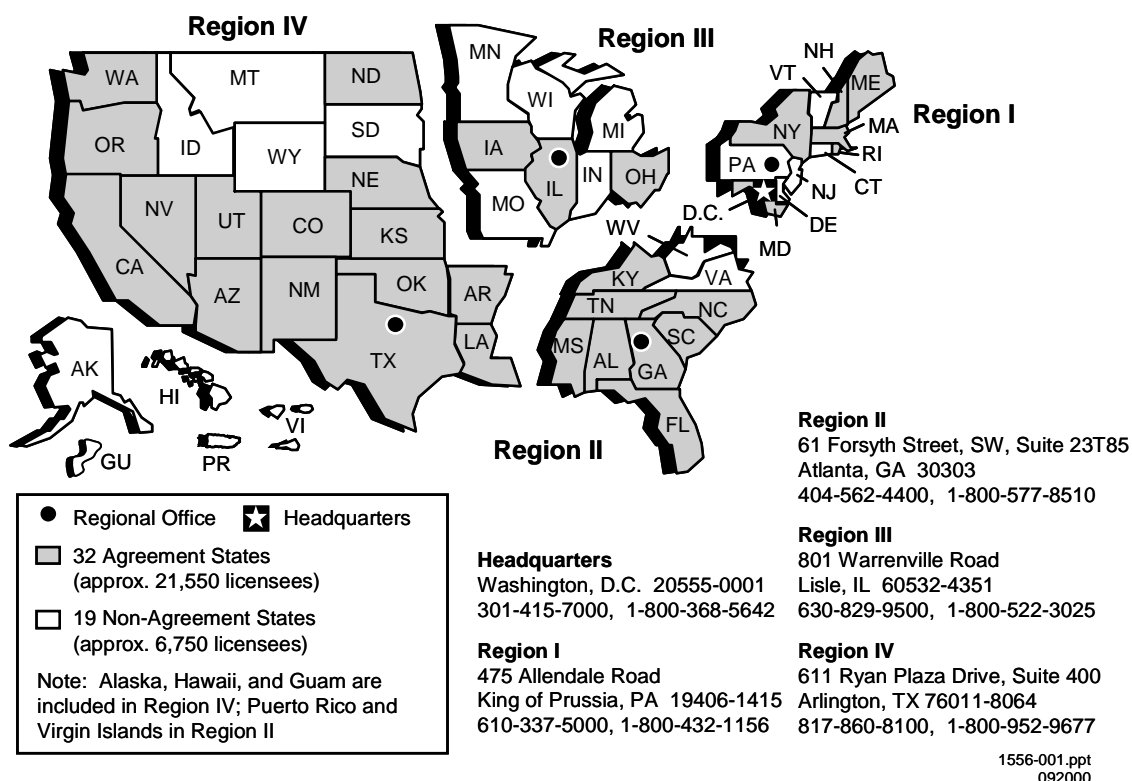 Region IV
Region III
Region I
Region II
WA
MT
ND
OR
ID
SD
WY
NE
NV
UT
CO
KS
CA
AZ
NM
OK
AR
TX
LA
AK
HI
GU
PR
VI
MN
WI
MI
IA
IL
IN
OH
MO
NH
VT
ME
NY
MA
RI
CT
PA
NJ
DE
D.C.
MD
WV
VA
KY
TN
NC
SC
MS
AL
GA
FL
Regional Office
Headquarters
32 Agreement States
(approx. 21,550 licensees)
19 Non-Agreement States
(approx. 6,750 licensees)
Note: Alaska, Hawaii, and Guam are
included in Region IV; Puerto Rico and
Virgin Islands in Region II
Headquarters
Washington, D.C. 20555-0001
301-415-7000, 1-800-368-5642
Region I
475 Allendale Road
King of Prussia, PA 19406-1415
610-337-5000, 1-800-432-1156
Region II
61 Forsyth Street, SW, Suite 23T85
Atlanta, GA 30303
404-562-4400, 1-800-577-8510
Region III
801 Warrenville Road
Lisle, IL 60532-4351
630-829-9500, 1-800-522-3025
Region IV
611 Ryan Plaza Drive, Suite 400
Arlington, TX 76011-8064
817-860-8100, 1-800-952-9677
1556-001.ppt
092000